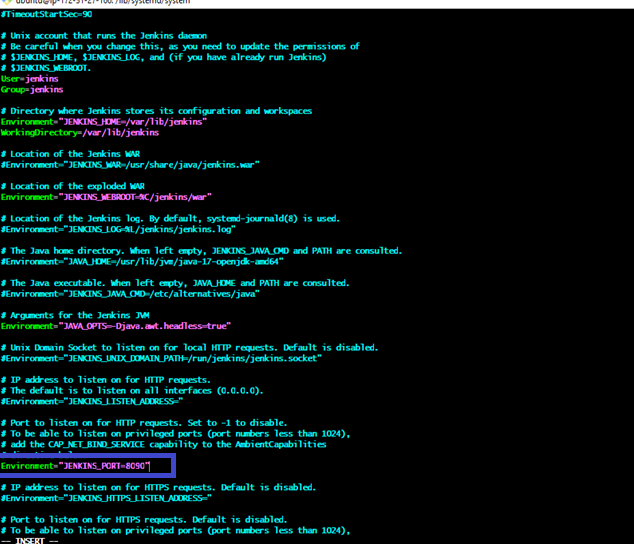 ubuntu@ip-172-31-27-100: /lib/systemd/system
#TimeoutStartSec=90
# Unix account that runs the Jenkins daemon
# Be careful when you change this, as you need to update the permissions of
# $JENKINS_HOME, $JENKINS_LOG, and (if you have already run Jenkins)
# $JENKINS_WEBROOT.
User=jenkins
Group=jenkins
# Directory where Jenkins stores its configuration and workspaces
Environment="JENKINS_HOME=/var/lib/jenkins"
WorkingDirectory=/var/lib/jenkins
# Location of the Jenkins WAR
#Environment="JENKINS_WAR=/usr/share/java/jenkins.war"
# Location of the exploded WAR
Environment="JENKINS_WEBROOT=%C/jenkins/war"
# Location of the Jenkins log. By default, systemd-journald(8) is used.
#Environment="JENKINS_LOG=%L/jenkins/jenkins.log"
# The Java home directory. When left empty, JENKINS_JAVA_CMD and PATH are consulted.
#Environment="JAVA_HOME=/usr/lib/jvm/java-17-openjdk-amd64"
# The Java executable. When left empty, JAVA_HOME and PATH are consulted.
#Environment="JENKINS_JAVA_CMD=/etc/alternatives/java"
# Arguments for the Jenkins JVM
Environment="JAVA_OPTS=-Djava.awt.headless=true"
# Unix Domain Socket to listen on for local HTTP requests. Default is disabled.
#Environment="JENKINS_UNIX_DOMAIN_PATH=/run/jenkins/jenkins.socket"
# IP address to listen on for HTTP requests.
# The default is to listen on all interfaces (0.0.0.0).
#Environment="JENKINS_LISTEN_ADDRESS="
# Port to listen on for HTTP requests. Set to -1 to disable.
# To be able to listen on privileged ports (port numbers less than 1024),
# add the CAP_NET_BIND_SERVICE capability to the AmbientCapabilities
Environment="JENKINS_PORT=8090"
# IP address to listen on for HTTPS requests. Default is disabled.
#Environment="JENKINS_HTTPS_LISTEN_ADDRESS="
# Port to listen on for HTTPS requests. Default is disabled.
# To be able to listen on privileged ports (port numbers less than 1024),
-- INSERT --